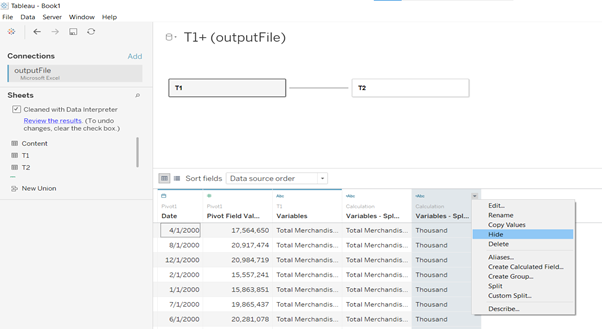 Tableau - Book1
File Data Server Window Help
T1+ (outputFile)
Connections Add
outputFile
Microsoft Excel
T1 T2
Sheets
Cleaned with Data Interpreter
Review the results. (To undo
changes, clear the check box.)
Content
T1
T2
New Union
Sort fields Data source order
Pivot1 Pivot1 T1 Calculation Calculation
Date Pivot Field Val... Variables Variables - Spl... Variables - Spl...
4/1/2000 17,564,650 Total Merchandis... Total Merchandis... Thousand
8/1/2000 20,917,474 Total Merchandis... Total Merchandis... Thousand
12/1/2000 20,984,719 Total Merchandis... Total Merchandis... Thousand
2/1/2000 15,557,241 Total Merchandis... Total Merchandis... Thousand
1/1/2000 15,863,851 Total Merchandis... Total Merchandis... Thousand
7/1/2000 19,865,437 Total Merchandis... Total Merchandis... Thousand
6/1/2000 20,281,078 Total Merchandis... Total Merchandis... Thousand
Edit...
Rename
Copy Values
Hide
Delete
Aliases...
Create Calculated Field...
Create Group...
Split
Custom Split...
Describe...